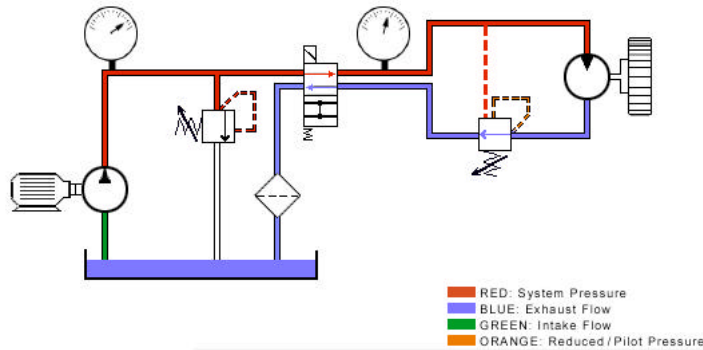 RED: System Pressure
BLUE: Exhaust Flow
GREEN: Intake Flow
ORANGE: Reduced/Pilot Pressure